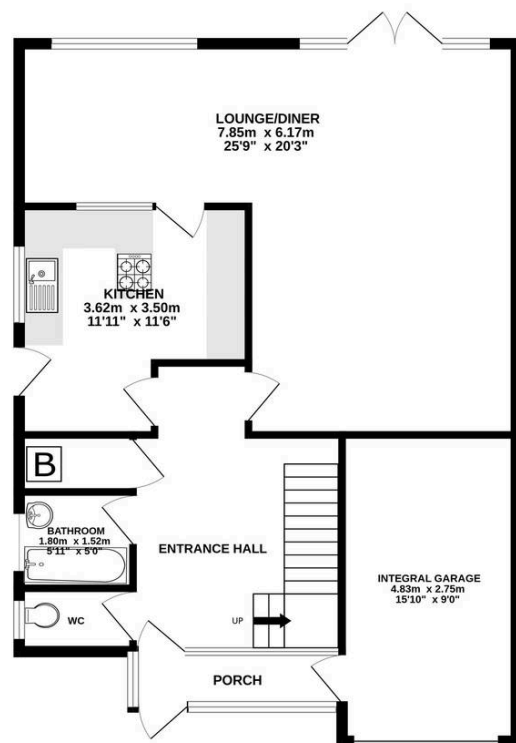 LOUNGE/DINER
7.85m x 6.17m
25'9" x 20'3"
KITCHEN
3.62m x 3.50m
11'11" x 11'6"
B
BATHROOM
1.80m x 1.52m
5'11" x 5'0"
ENTRANCE HALL
INTEGRAL GARAGE
4.83m x 2.75m
15'10" x 9'0"
WC
UP
PORCH